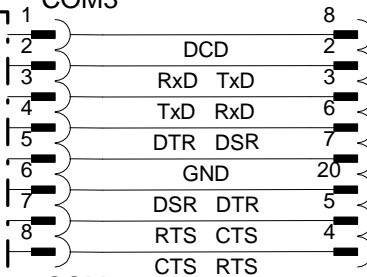 COM3
1 8
DCD
2 2
RxD TxD
3 3
TxD RxD
4 6
DTR DSR
5 7
GND
6 20
DSR DTR
7 5
RTS CTS
8 4
CTS RTS